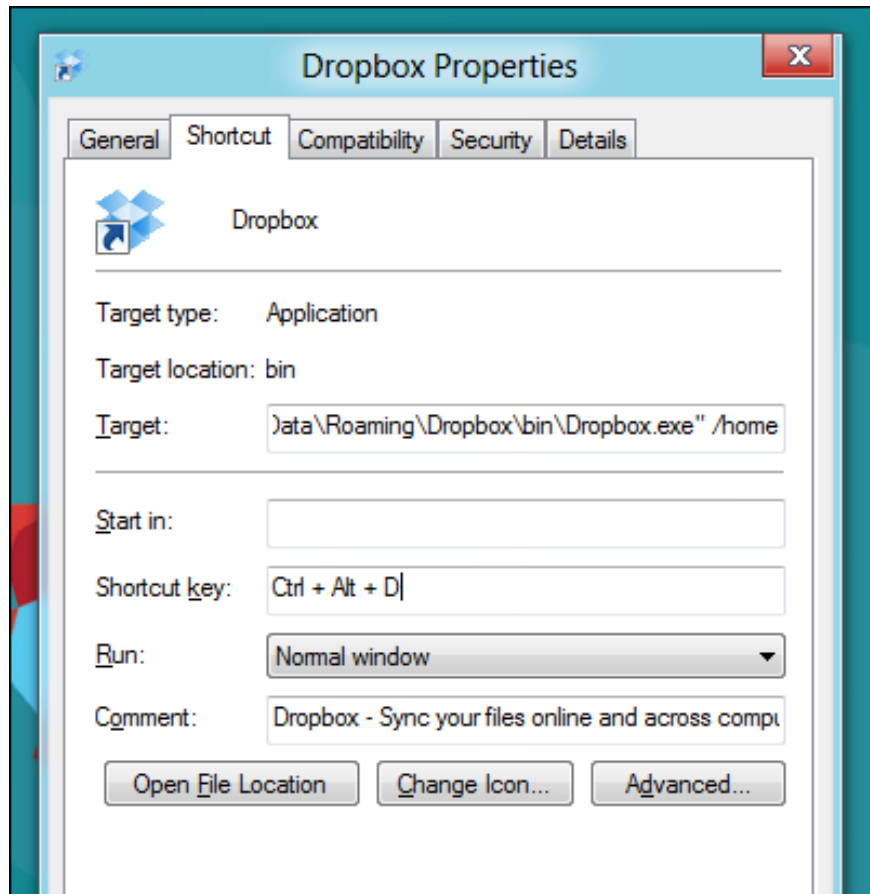 Dropbox Properties
x
General Shortcut Compatibility Security Details
Dropbox
Target type: Application
Target location: bin
Target: Data\Roaming\Dropbox\bin\Dropbox.exe" /home
Start in:
Shortcut key: Ctrl + Alt + D
Run: Normal window
Comment: Dropbox - Sync your files online and across compu
Open File Location Change Icon... Advanced...